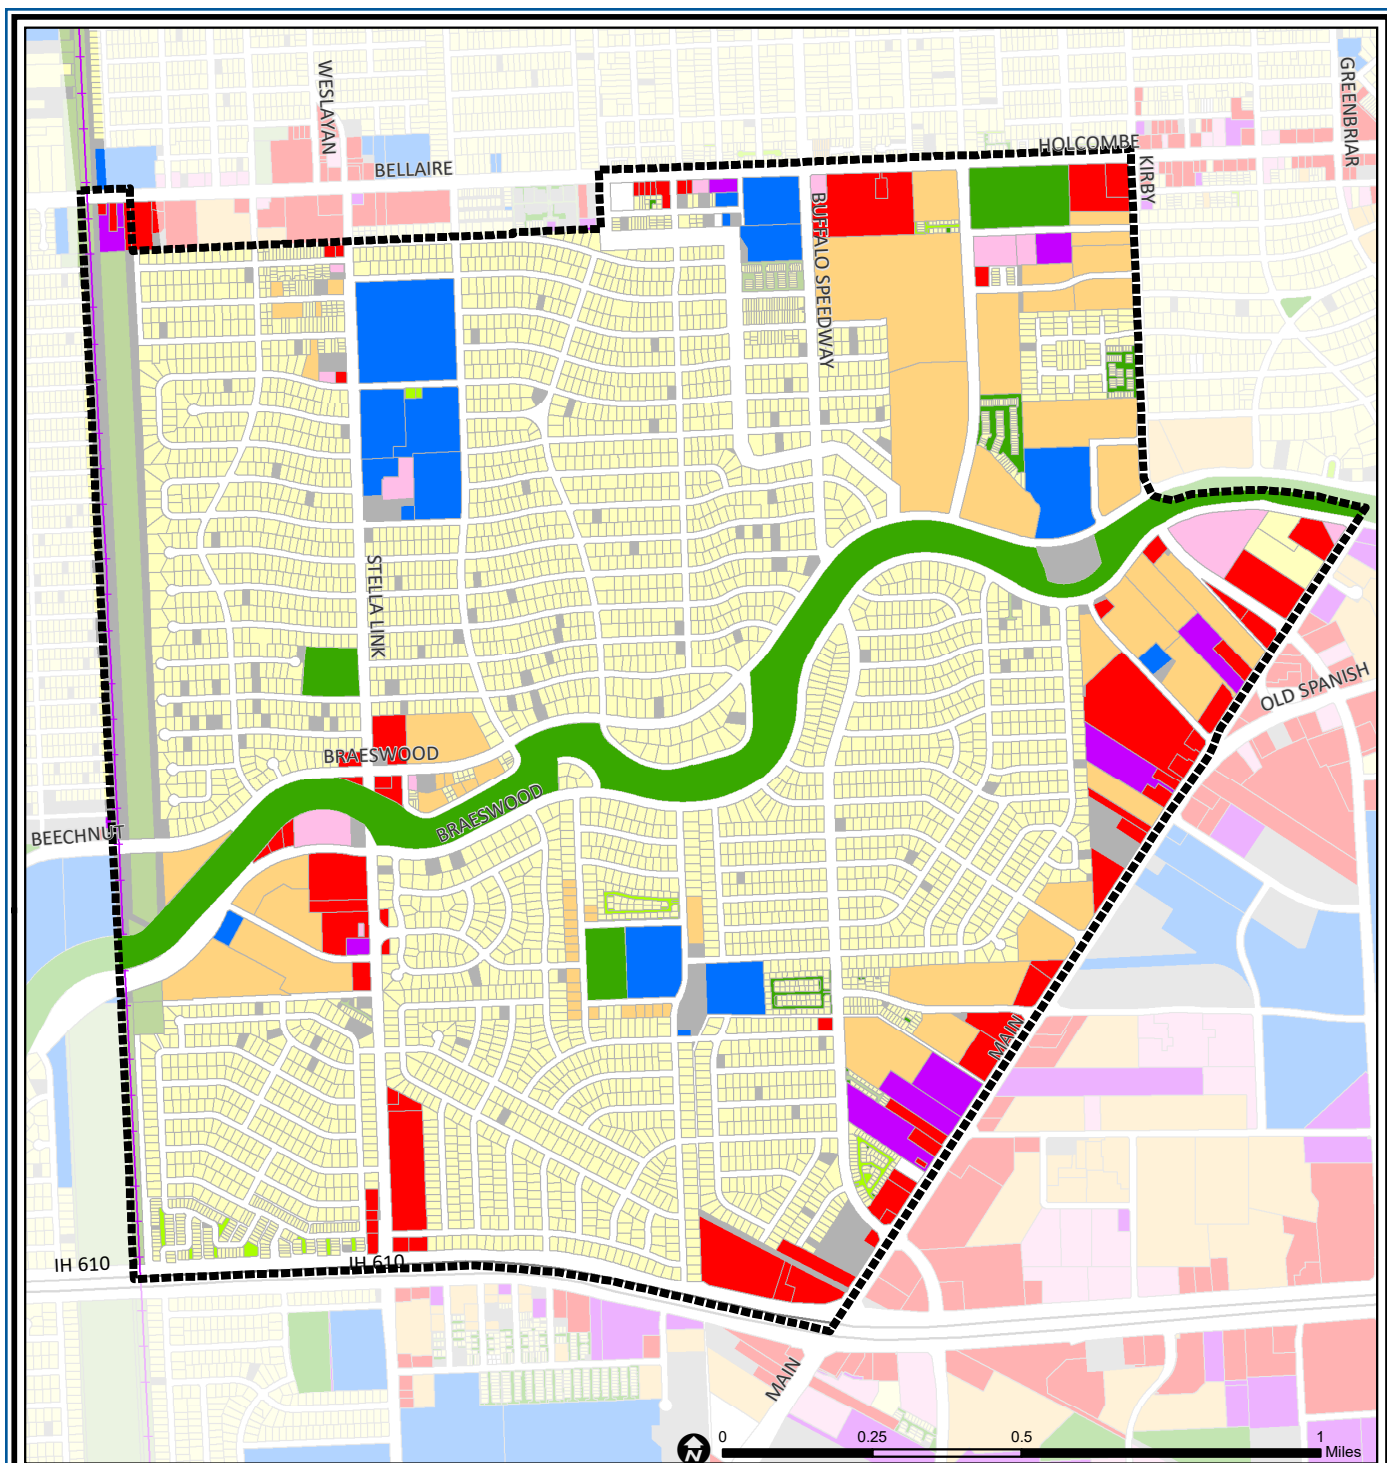 WESLAYAN
GREENBRIAR
HOLCOMBE
BELLAIRE
KIRBY
BUFFALO SPEEDWAY
STELLA LINK
OLD SPANISH
BRAESWOOD
BRAESWOOD
BEECHNUT
MAIN
IH 610
IH 610
MAIN
N
0 0.25 0.5 1
Miles